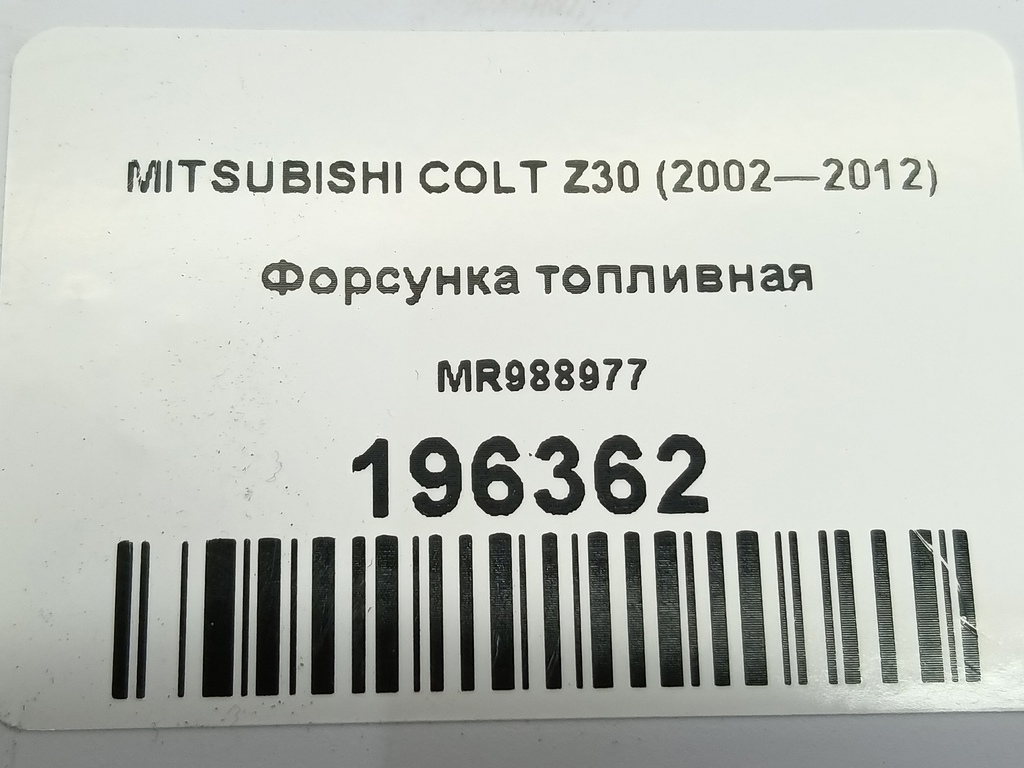 MITSUBISHI COLT Z30 (2002—2012)
Форсунка топливная
MR988977
196362